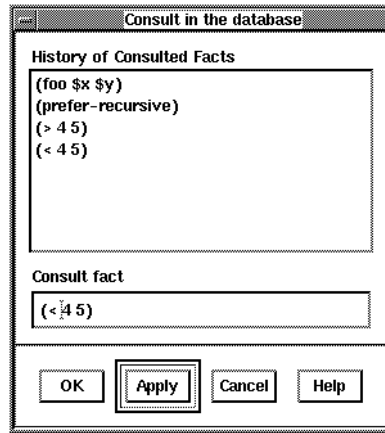 Consult in the database
History of Consulted Facts
(foo $x $y)
(prefer-recursive)
(> 4 5)
(< 4 5)
Consult fact
(< 4 5)
OK Apply Cancel Help